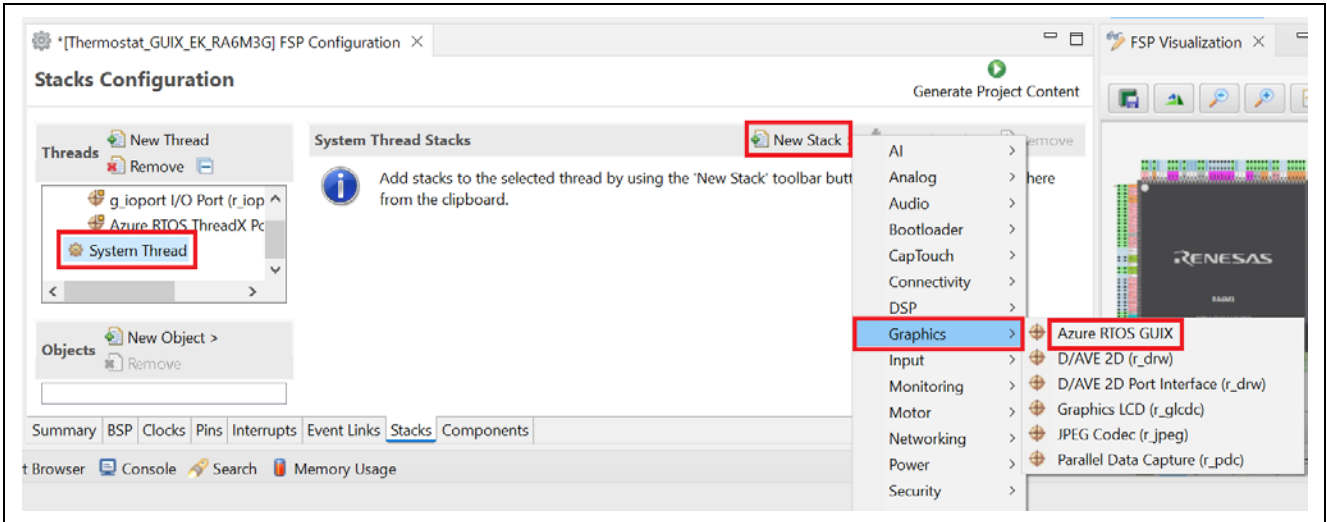 *[Thermostat_GUIX_EK_RA6M3G] FSP Configuration
FSP Visualization
Stacks Configuration
Generate Project Content
Threads
New Thread
Remove
g_ioport I/O Port (r_iop
Azure RTOS ThreadX Pc
System Thread
Objects
New Object >
Remove
System Thread Stacks
New Stack >
Add stacks to the selected thread by using the 'New Stack' toolbar butt
here
from the clipboard.
AI
Analog
Audio
Bootloader
CapTouch
Connectivity
DSP
Graphics
Input
Monitoring
Motor
Networking
Power
Security
Azure RTOS GUIX
D/AVE 2D (r_drw)
D/AVE 2D Port Interface (r_drw)
Graphics LCD (r_glcdc)
JPEG Codec (r_jpeg)
Parallel Data Capture (r_pdc)
RENESAS
Summary BSP Clocks Pins Interrupts Event Links Stacks Components
t Browser Console Search Memory Usage